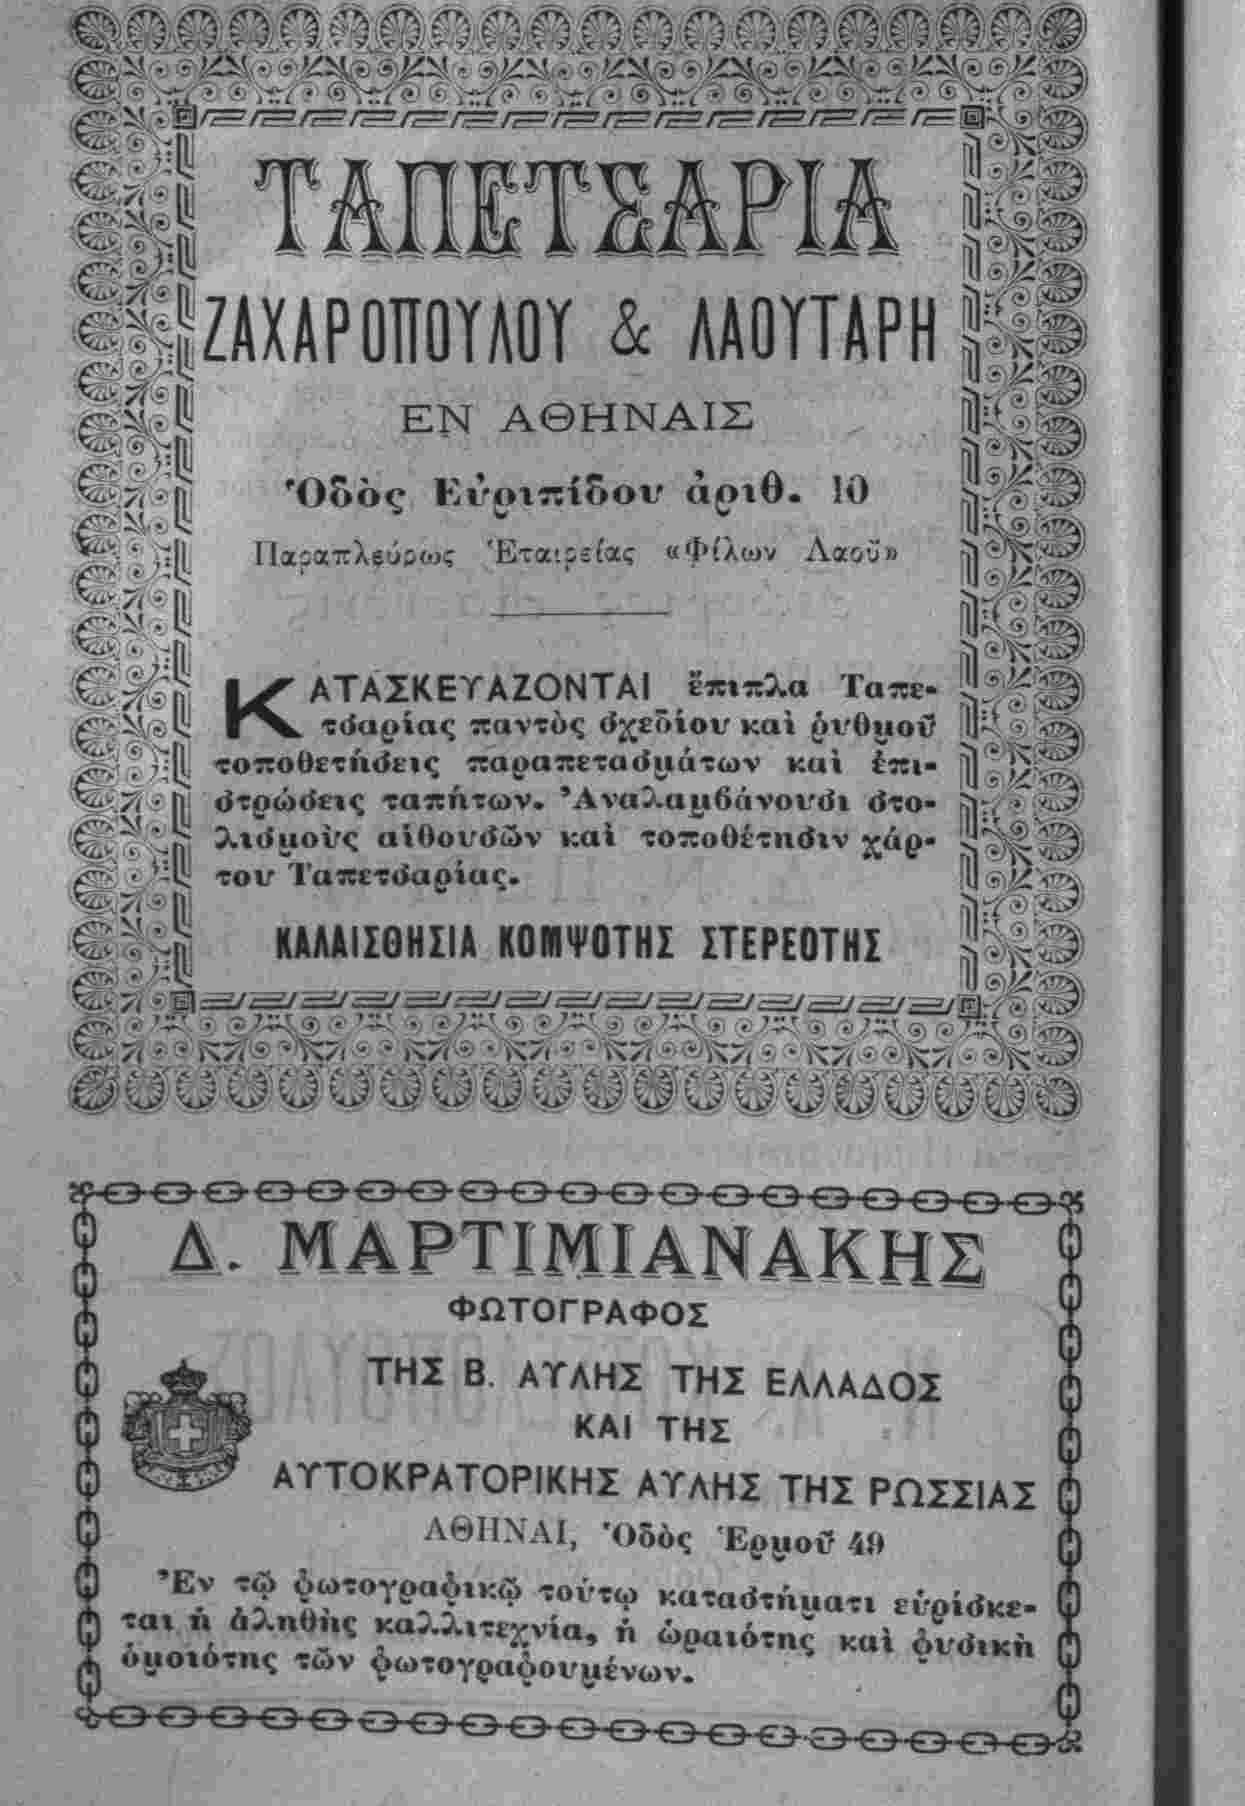 ΤΑΠΕΤΣΑΡΙΑ
ΖΑΧΑΡΟΠΟΥΛΟΥ & ΛΑΟΥΤΑΡΗ
ΕΝ ΑΘΗΝΑΙΣ
Ὁδὸς Εὐριπίδου ἀριθ. 10
Παραπλεύρως Ἑταιρείας «Φίλων Λαοῦ»
ΚΑΤΑΣΚΕΥΑΖΟΝΤΑΙ ἔπιπλα Ταπε-
τσαρίας παντὸς σχεδίου καὶ ῥυθμοῦ
τοποθετήσεις παραπετασμάτων καὶ ἐπι-
στρώσεις ταπήτων. Ἀναλαμβάνουσι στο-
λισμοὺς αἰθουσῶν καὶ τοποθέτησιν χάρ-
του Ταπετσαρίας.
ΚΑΛΑΙΣΘΗΣΙΑ ΚΟΜΨΟΤΗΣ ΣΤΕΡΕΟΤΗΣ
Δ. ΜΑΡΤΙΜΙΑΝΑΚΗΣ
ΦΩΤΟΓΡΑΦΟΣ
ΤΗΣ Β. ΑΥΛΗΣ ΤΗΣ ΕΛΛΑΔΟΣ
ΚΑΙ ΤΗΣ
ΑΥΤΟΚΡΑΤΟΡΙΚΗΣ ΑΥΛΗΣ ΤΗΣ ΡΩΣΣΙΑΣ
ΑΘΗΝΑΙ, Ὁδὸς Ἑρμοῦ 49
Ἐν τῷ φωτογραφικῷ τούτῳ καταστήματι εὑρίσκε-
ται ἡ ἀληθὴς καλλιτεχνία, ἡ ὡραιότης καὶ φυσικὴ
ὁμοιότης τῶν φωτογραφουμένων.